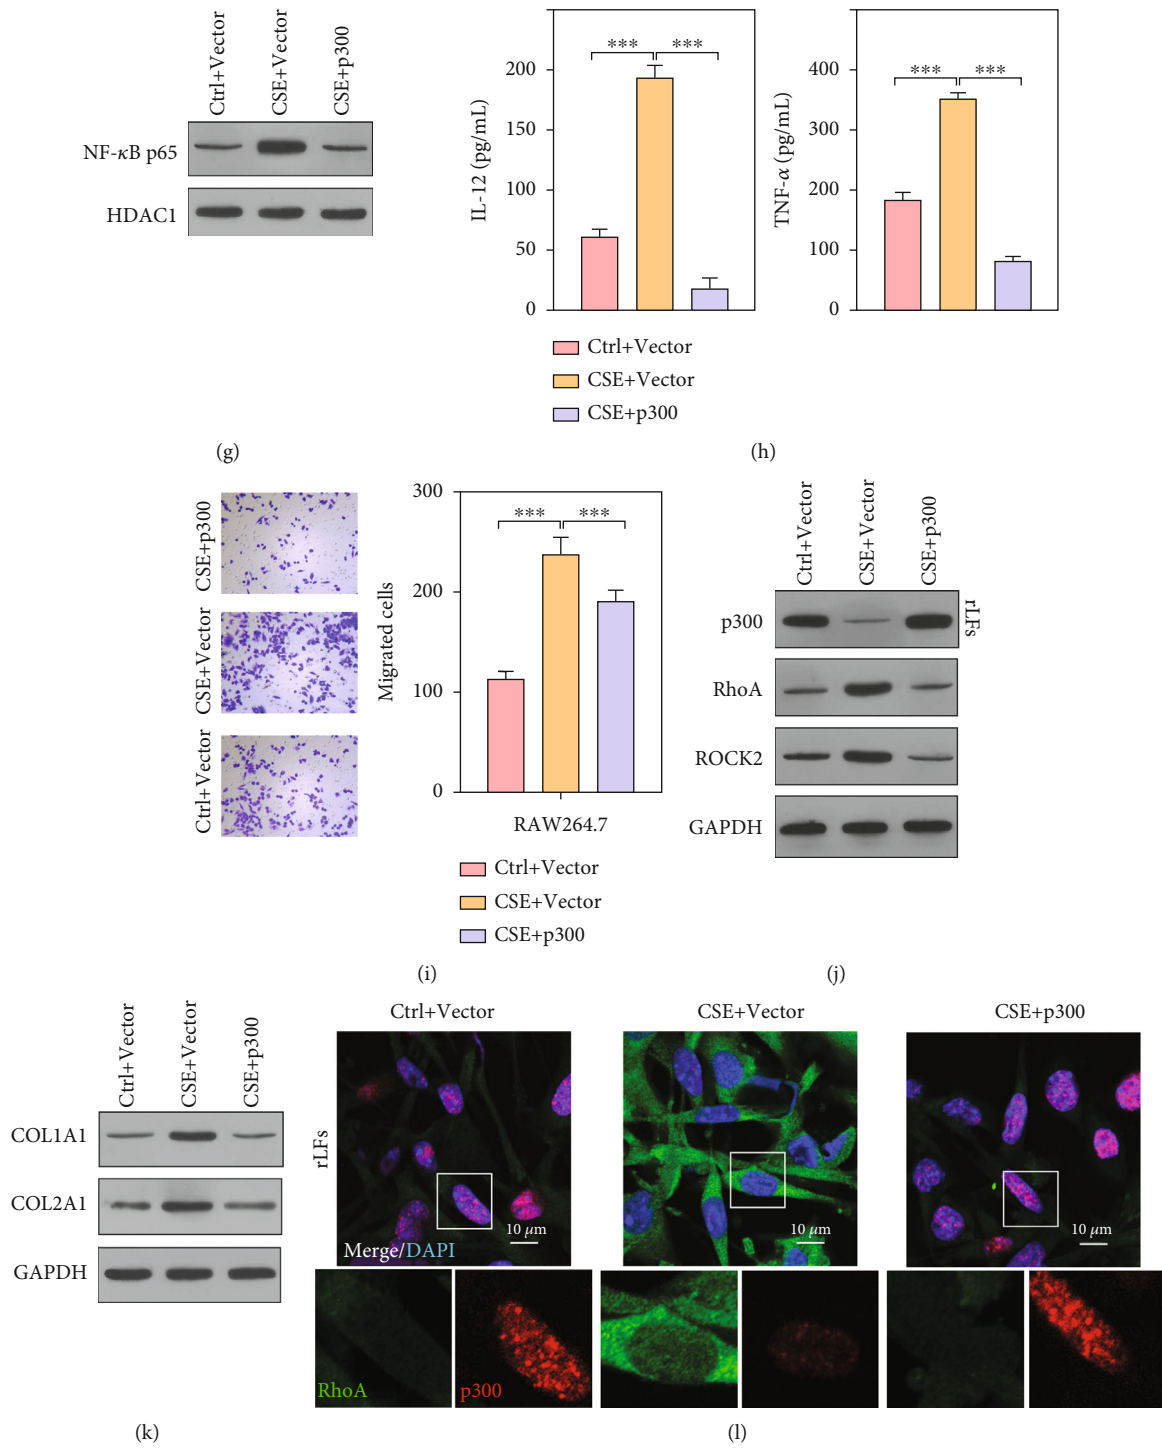 Ctrl+Vector
CSE+Vector
CSE+p300
NF-κB p65
HDAC1
(g)
IL-12 (pg/mL)
200
150
100
50
0
*** ***
TNF-α (pg/mL)
400
300
200
100
0
*** ***
Ctrl+Vector
CSE+Vector
CSE+p300
(h)
CSE+p300
CSE+Vector
Ctrl+Vector
Migrated cells
300
200
100
0
*** ***
RAW264.7
Ctrl+Vector
CSE+Vector
CSE+p300
(i)
Ctrl+Vector
CSE+Vector
CSE+p300
p300
RhoA
ROCK2
GAPDH
rLFs
(j)
Ctrl+Vector
CSE+Vector
CSE+p300
COL1A1
COL2A1
GAPDH
(k)
Ctrl+Vector
CSE+Vector
CSE+p300
rLFs
Merge/DAPI
10 μm
10 μm
10 μm
RhoA
p300
(l)